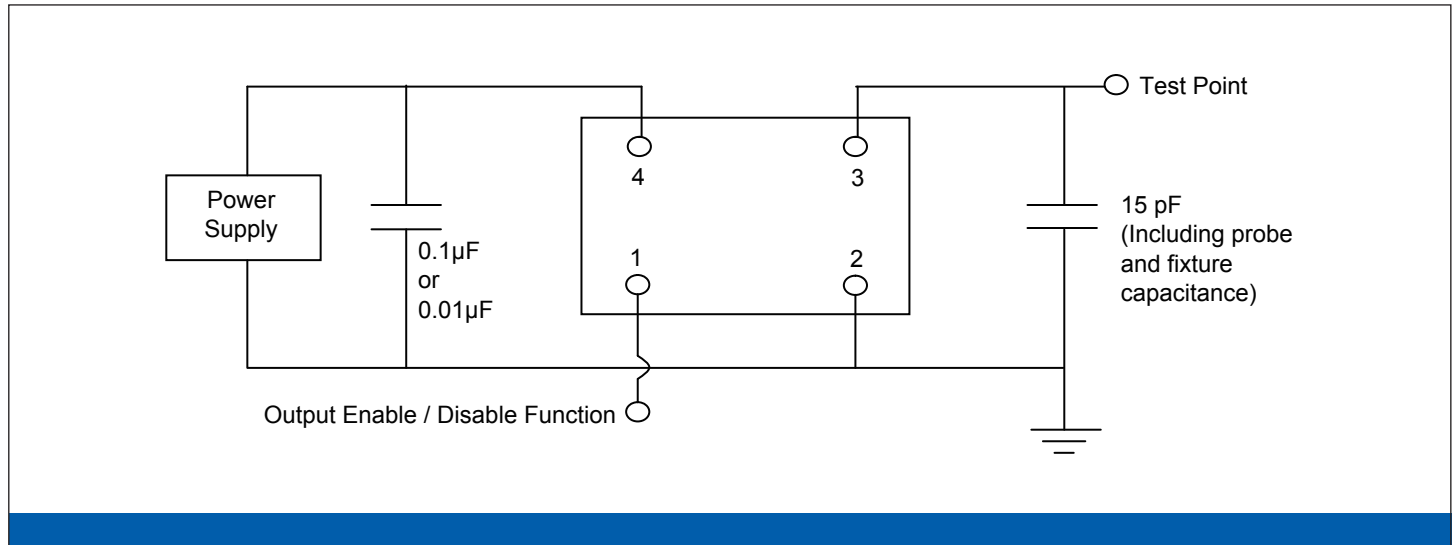 Test Point
4
3
Power
Supply
15 pF
(Including probe
and fixture
capacitance)
0.1µF
or
0.01µF
1
2
Output Enable / Disable Function